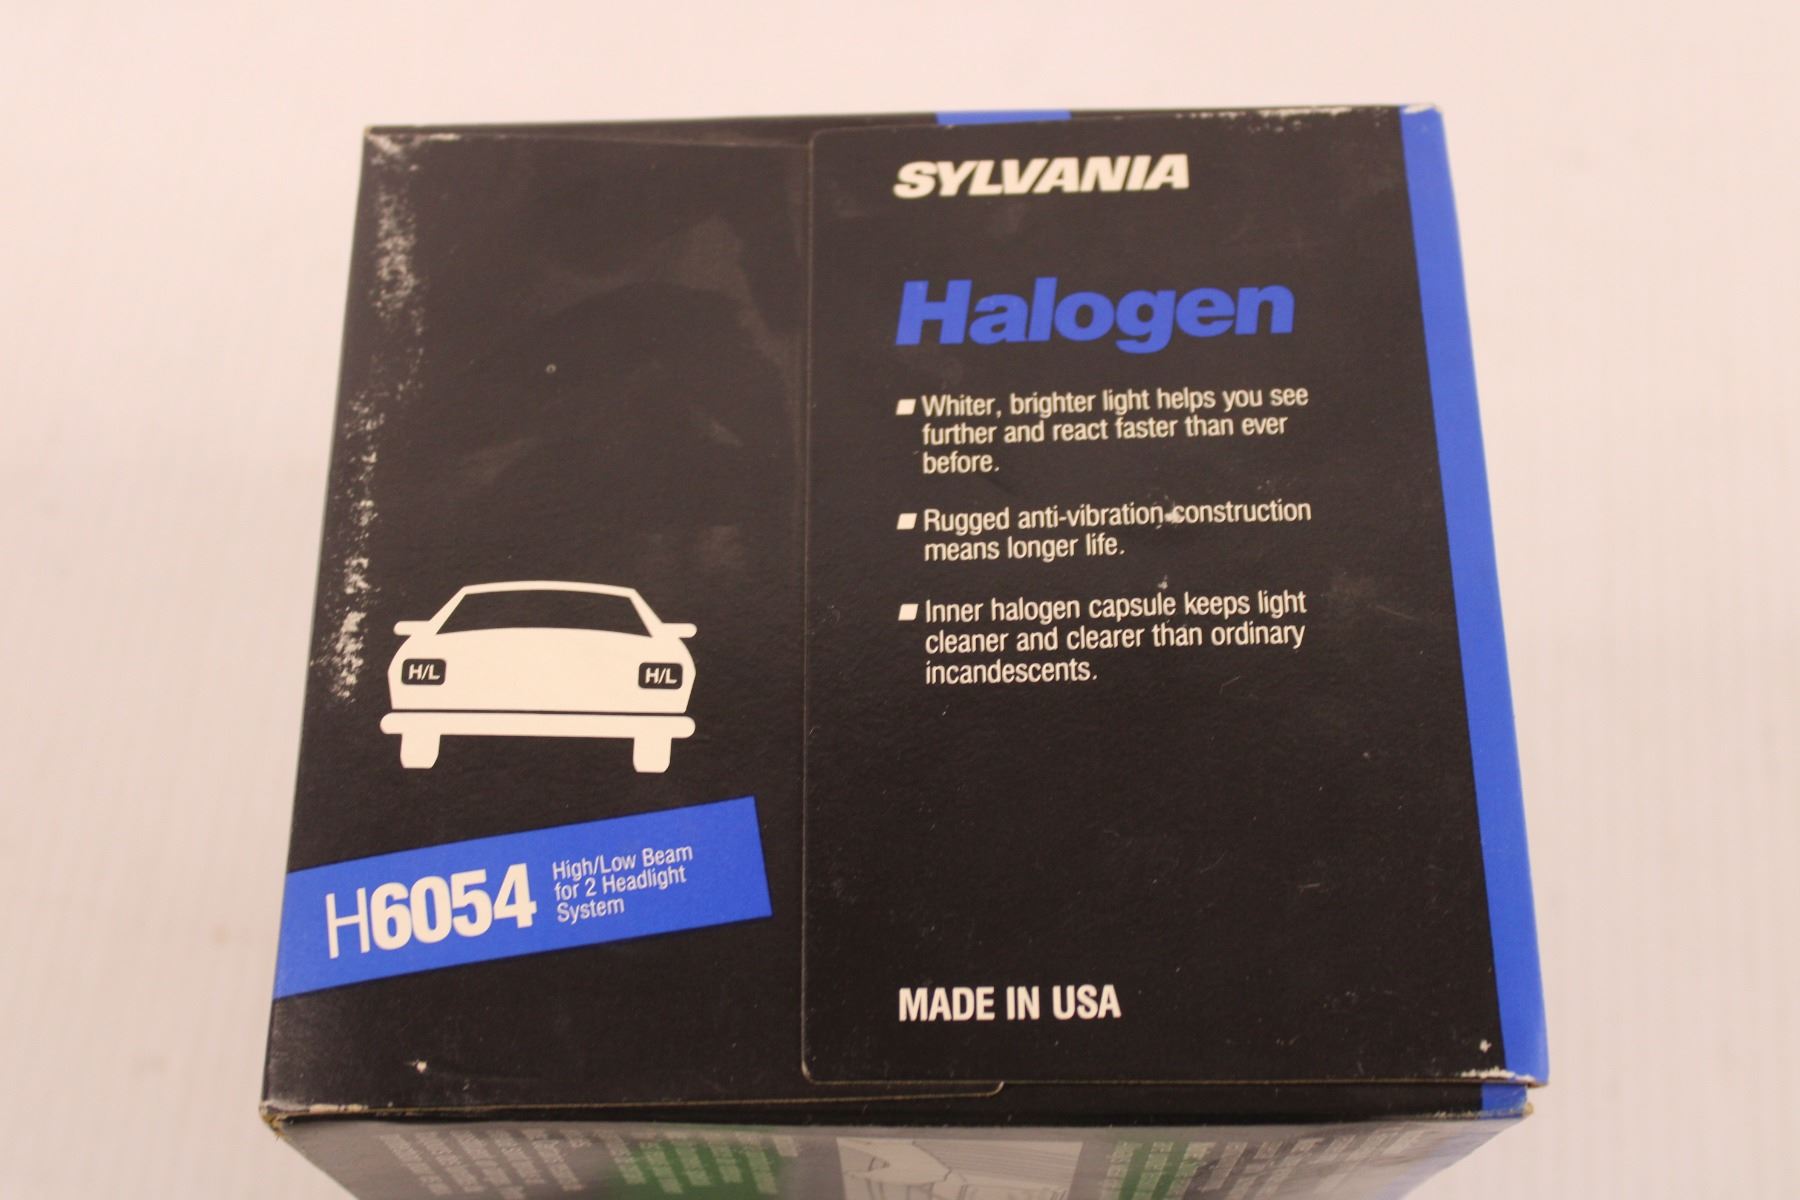 SYLVANIA
Halogen
Whiter, brighter light helps you see
further and react faster than ever
before.
Rugged anti-vibration construction
means longer life.
Inner halogen capsule keeps light
cleaner and clearer than ordinary
incandescents.
MADE IN USA
H/L H/L
H6054
High/Low Beam
for 2 Headlight
System